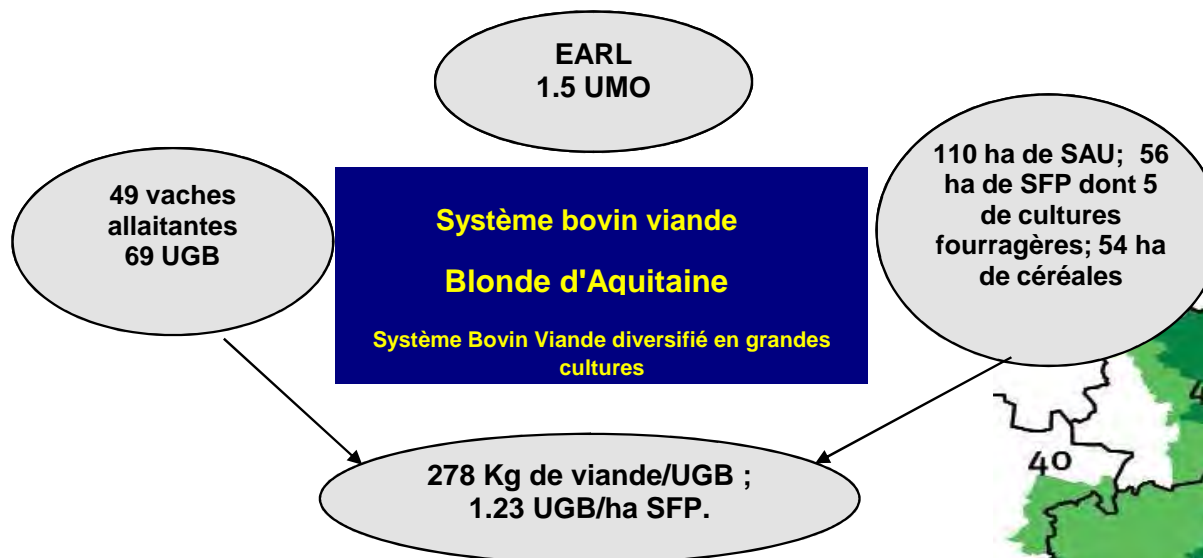 EARL
1.5 UMO
49 vaches
allaitantes
69 UGB
Système bovin viande
Blonde d'Aquitaine
Système Bovin Viande diversifié en grandes
cultures
110 ha de SAU; 56
ha de SFP dont 5
de cultures
fourragères; 54 ha
de céréales
278 Kg de viande/UGB ;
1.23 UGB/ha SFP.
40